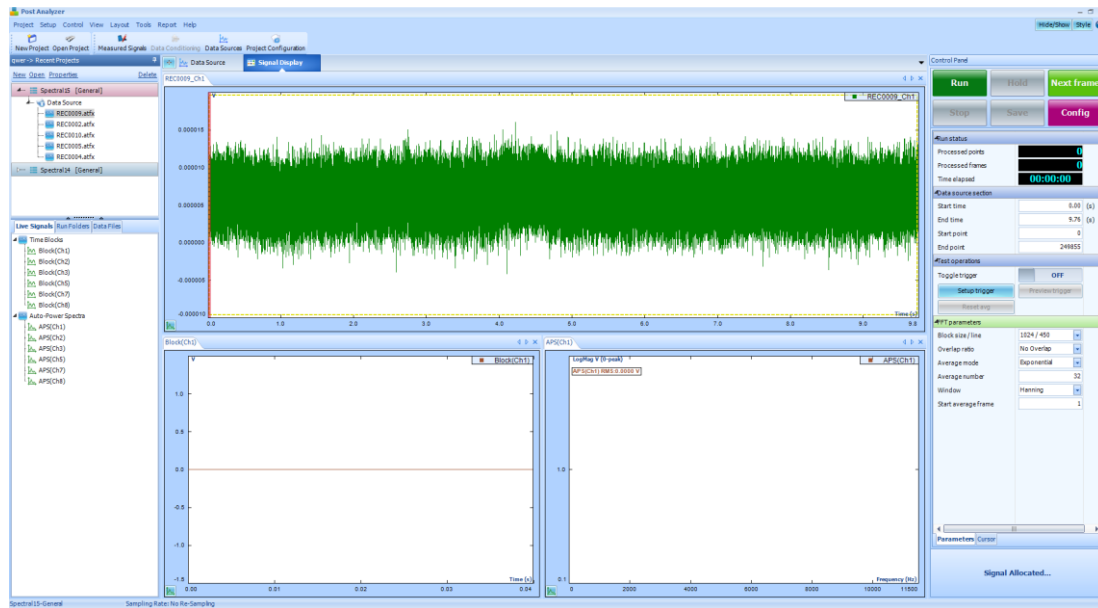 Post Analyzer
Project Setup Control View Layout Tools Report Help
Hide/Show Style
New Project Open Project Measured Signals Data Conditioning Data Sources Project Configuration
qwer -> Recent Projects
Data Source
Signal Display
Control Panel
New Open Properties Delete
REC0009_Ch1
Spectral15 [General]
Data Source
REC0009.atfx
REC0002.atfx
REC0010.atfx
REC0005.atfx
REC0004.atfx
Spectral14 [General]
Live Signals Run Folders Data Files
Time Blocks
Block(Ch1)
Block(Ch2)
Block(Ch3)
Block(Ch5)
Block(Ch7)
Block(Ch8)
Auto-Power Spectra
APS(Ch1)
APS(Ch2)
APS(Ch3)
APS(Ch5)
APS(Ch7)
APS(Ch8)
V
REC0009_Ch1
0.000015
0.000010
0.000005
0.000000
-0.000005
-0.000010
0.0 1.0 2.0 3.0 4.0 5.0 6.0 7.0 8.0 9.0 9.8
Time (s)
Block(Ch1)
V
Block(Ch1)
1.0
0.5
0.0
-0.5
-1.0
-1.5
Time (s)
0.00 0.01 0.02 0.03 0.04
APS(Ch1)
LogMag V (0-peak)
APS(Ch1)
APS(Ch1) RMS:0.0000 V
1.0
0.1
Frequency (Hz)
0 2000 4000 6000 8000 10000 11500
Run Hold Next frame
Stop Save Config
Run status
Processed points 0
Processed frames 0
Time elapsed 00:00:00
Data source section
Start time 0.00 (s)
End time 9.76 (s)
Start point 0
End point 249855
Test operations
Toggle trigger OFF
Setup trigger Preview trigger
Reset avg
FFT parameters
Block size/line 1024 / 450
Overlap ratio No Overlap
Average mode Exponential
Average number 32
Window Hanning
Start average frame 1
Parameters Cursor
Signal Allocated...
Spectral15-General Sampling Rate: No Re-Sampling